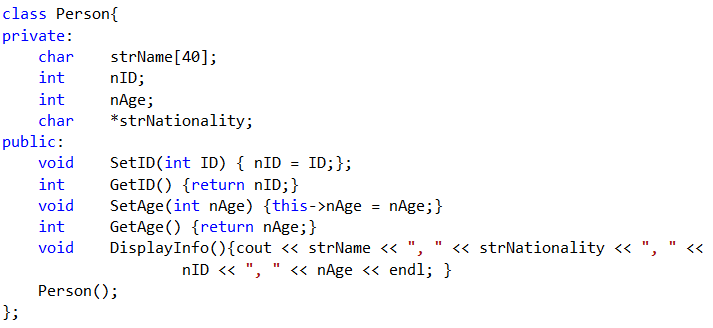 class Person{
private:
    char    strName[40];
    int     nID;
    int     nAge;
    char    *strNationality;
public:
    void    SetID(int ID) { nID = ID;};
    int     GetID() {return nID;}
    void    SetAge(int nAge) {this->nAge = nAge;}
    int     GetAge() {return nAge;}
    void    DisplayInfo(){cout << strName << ", " << strNationality << ", " <<
                    nID << ", " << nAge << endl; }
    Person();
};